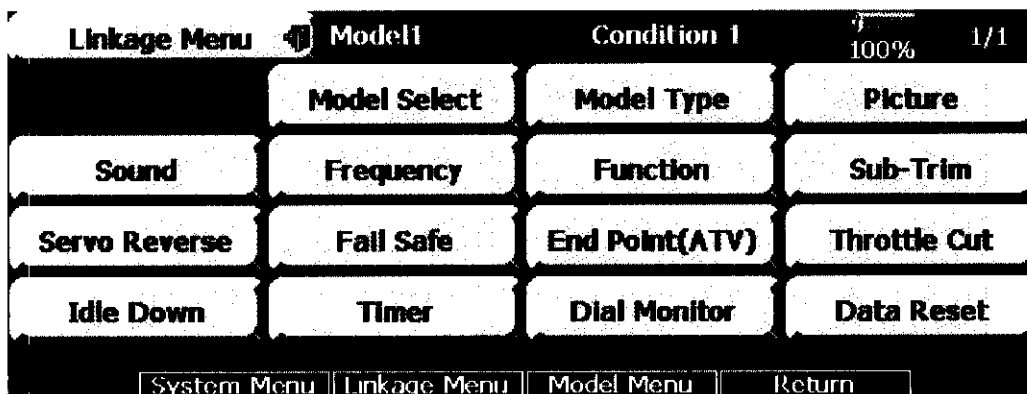 Linkage Menu Model1 Condition 1 100% 1/1
Model Select Model Type Picture
Sound Frequency Function Sub-Trim
Servo Reverse Fail Safe End Point(ATV) Throttle Cut
Idle Down Timer Dial Monitor Data Reset
System Menu Linkage Menu Model Menu Return